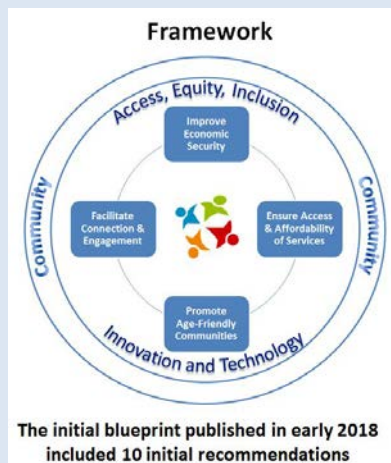 Framework
Access, Equity, Inclusion
Community
Community
Improve
Economic
Security
Facilitate
Connection &
Engagement
Ensure Access
& Affordability
of Services
Promote
Age-Friendly
Communities
Innovation and Technology
The initial blueprint published in early 2018
included 10 initial recommendations